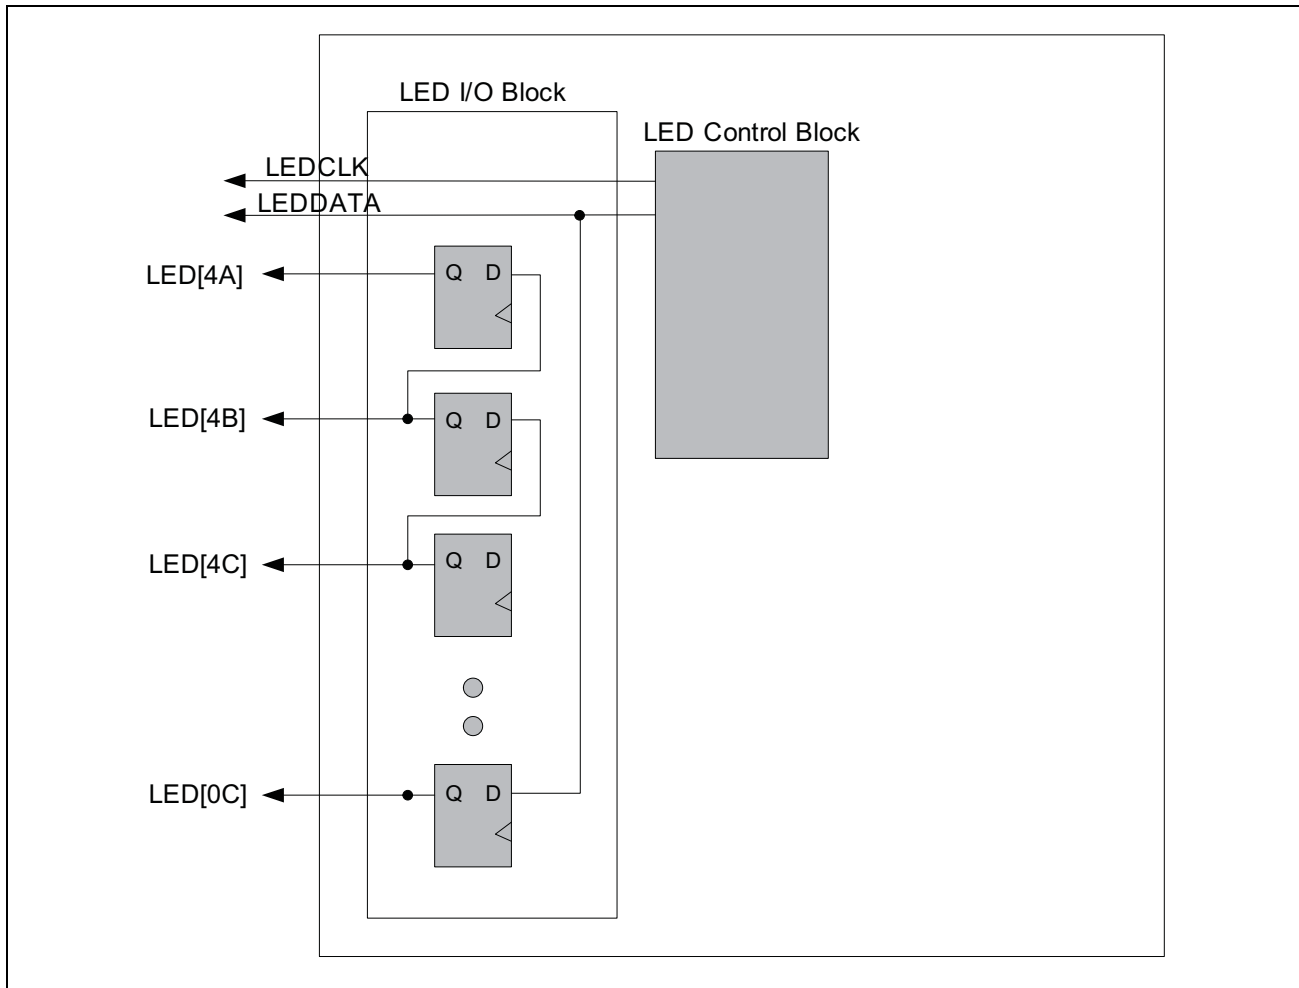 LED I/O Block
LED Control Block
LEDCLK
LEDDATA
LED[4A]
Q D
LED[4B]
Q D
LED[4C]
Q D
LED[0C]
Q D